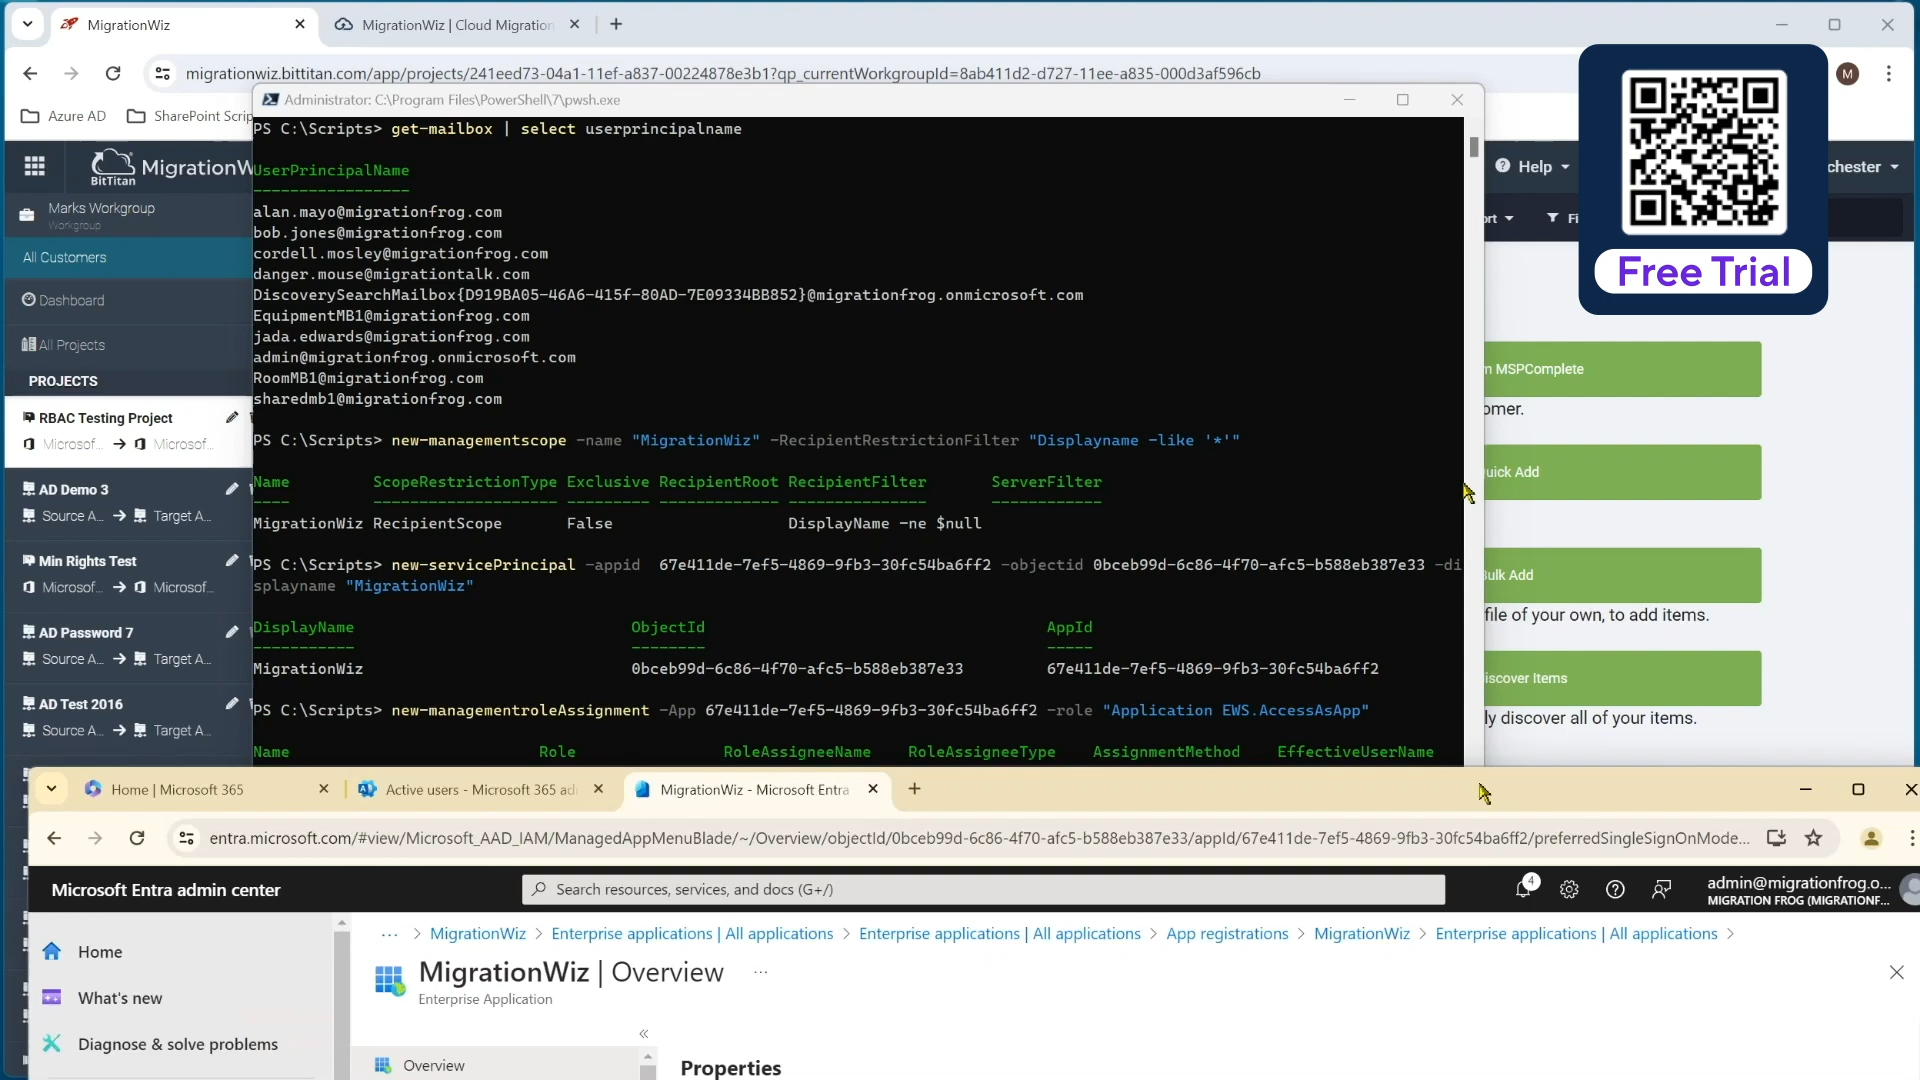 MigrationWiz
MigrationWiz | Cloud Migration
migrationwiz.bittitan.com/app/projects/241eed73-04a1-11ef-a837-00224878e3b1?qp_currentWorkgroupId=8ab411d2-d727-11ee-a835-000d3af596cb
M
Azure AD
SharePoint Scrip
Administrator: C:\Program Files\PowerShell\7\pwsh.exe
PS C:\Scripts> get-mailbox | select userprincipalname
UserPrincipalName
-----------------
alan.mayo@migrationfrog.com
bob.jones@migrationfrog.com
cordell.mosley@migrationfrog.com
danger.mouse@migrationtalk.com
DiscoverySearchMailbox{D919BA05-46A6-415f-80AD-7E09334BB852}@migrationfrog.onmicrosoft.com
EquipmentMB1@migrationfrog.com
jada.edwards@migrationfrog.com
admin@migrationfrog.onmicrosoft.com
RoomMB1@migrationfrog.com
sharedmb1@migrationfrog.com
PS C:\Scripts> new-managementscope -name "MigrationWiz" -RecipientRestrictionFilter "Displayname -like '*'"
Name ScopeRestrictionType Exclusive RecipientRoot RecipientFilter ServerFilter
---- -------------------- --------- ------------- --------------- ------------
MigrationWiz RecipientScope False DisplayName -ne $null
PS C:\Scripts> new-servicePrincipal -appid 67e411de-7ef5-4869-9fb3-30fc54ba6ff2 -objectid 0bceb99d-6c86-4f70-afc5-b588eb387e33 -di
splayname "MigrationWiz"
DisplayName ObjectId AppId
----------- -------- -----
MigrationWiz 0bceb99d-6c86-4f70-afc5-b588eb387e33 67e411de-7ef5-4869-9fb3-30fc54ba6ff2
PS C:\Scripts> new-managementroleAssignment -App 67e411de-7ef5-4869-9fb3-30fc54ba6ff2 -role "Application EWS.AccessAsApp"
Name Role RoleAssigneeName RoleAssigneeType AssignmentMethod EffectiveUserName
BitTitan
MigrationW
Marks Workgroup
Workgroup
All Customers
Dashboard
All Projects
PROJECTS
RBAC Testing Project
Microsof... → Microsof...
AD Demo 3
Source A... → Target A...
Min Rights Test
Microsof... → Microsof...
AD Password 7
Source A... → Target A...
AD Test 2016
Source A... → Target A...
Help
chester
ort
Fi
Free Trial
m MSPComplete
omer.
Quick Add
Bulk Add
file of your own, to add items.
iscover Items
ly discover all of your items.
Home | Microsoft 365
Active users - Microsoft 365 ad
MigrationWiz - Microsoft Entra
entra.microsoft.com/#view/Microsoft_AAD_IAM/ManagedAppMenuBlade/~/Overview/objectId/0bceb99d-6c86-4f70-afc5-b588eb387e33/appId/67e411de-7ef5-4869-9fb3-30fc54ba6ff2/preferredSingleSignOnMode...
Microsoft Entra admin center
Search resources, services, and docs (G+/)
4
admin@migrationfrog.o...
MIGRATION FROG (MIGRATIONF...
Home
What's new
Diagnose & solve problems
... > MigrationWiz > Enterprise applications | All applications > Enterprise applications | All applications > App registrations > MigrationWiz > Enterprise applications | All applications >
MigrationWiz | Overview ...
Enterprise Application
Overview
Properties